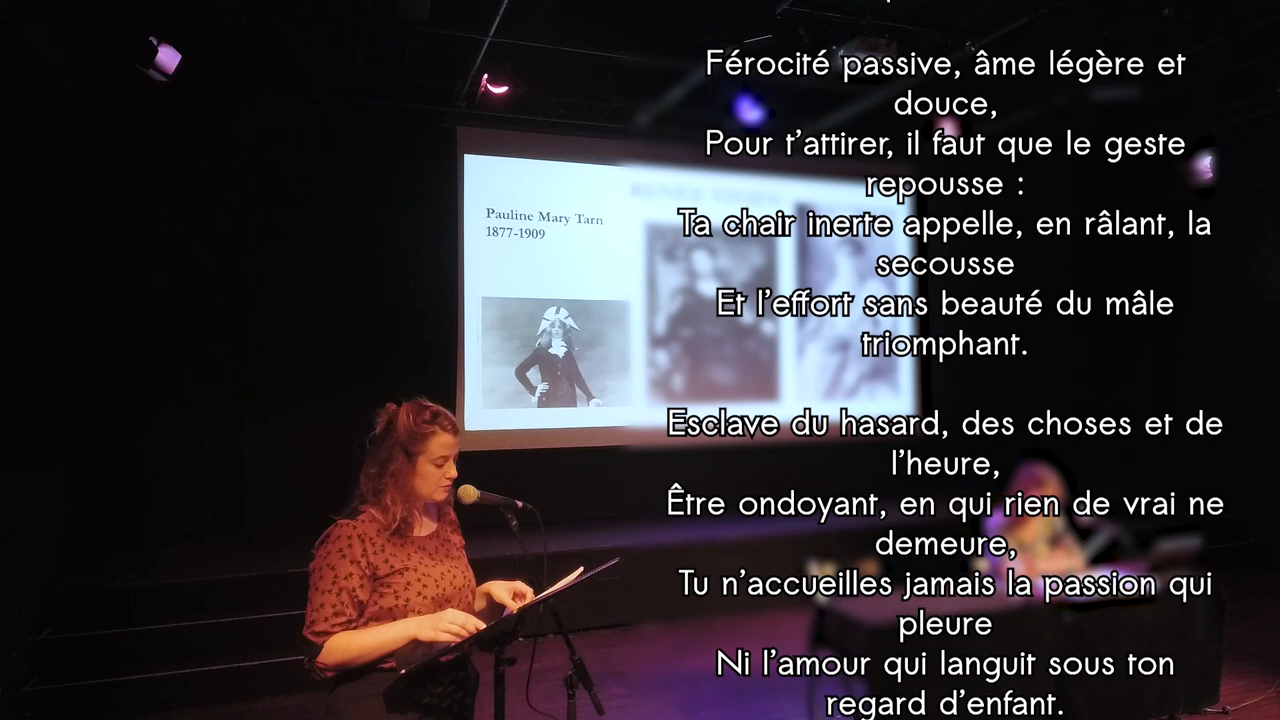 Férocité passive, âme légère et
douce,
Pour t'attirer, il faut que le geste
repousse :
Ta chair inerte appelle, en râlant, la
secousse
Et l'effort sans beauté du mâle
triomphant.
Esclave du hasard, des choses et de
l'heure,
Être ondoyant, en qui rien de vrai ne
demeure,
Tu n'accueilles jamais la passion qui
pleure
Ni l'amour qui languit sous ton
regard d'enfant.
Pauline Mary Tarn
1877-1909